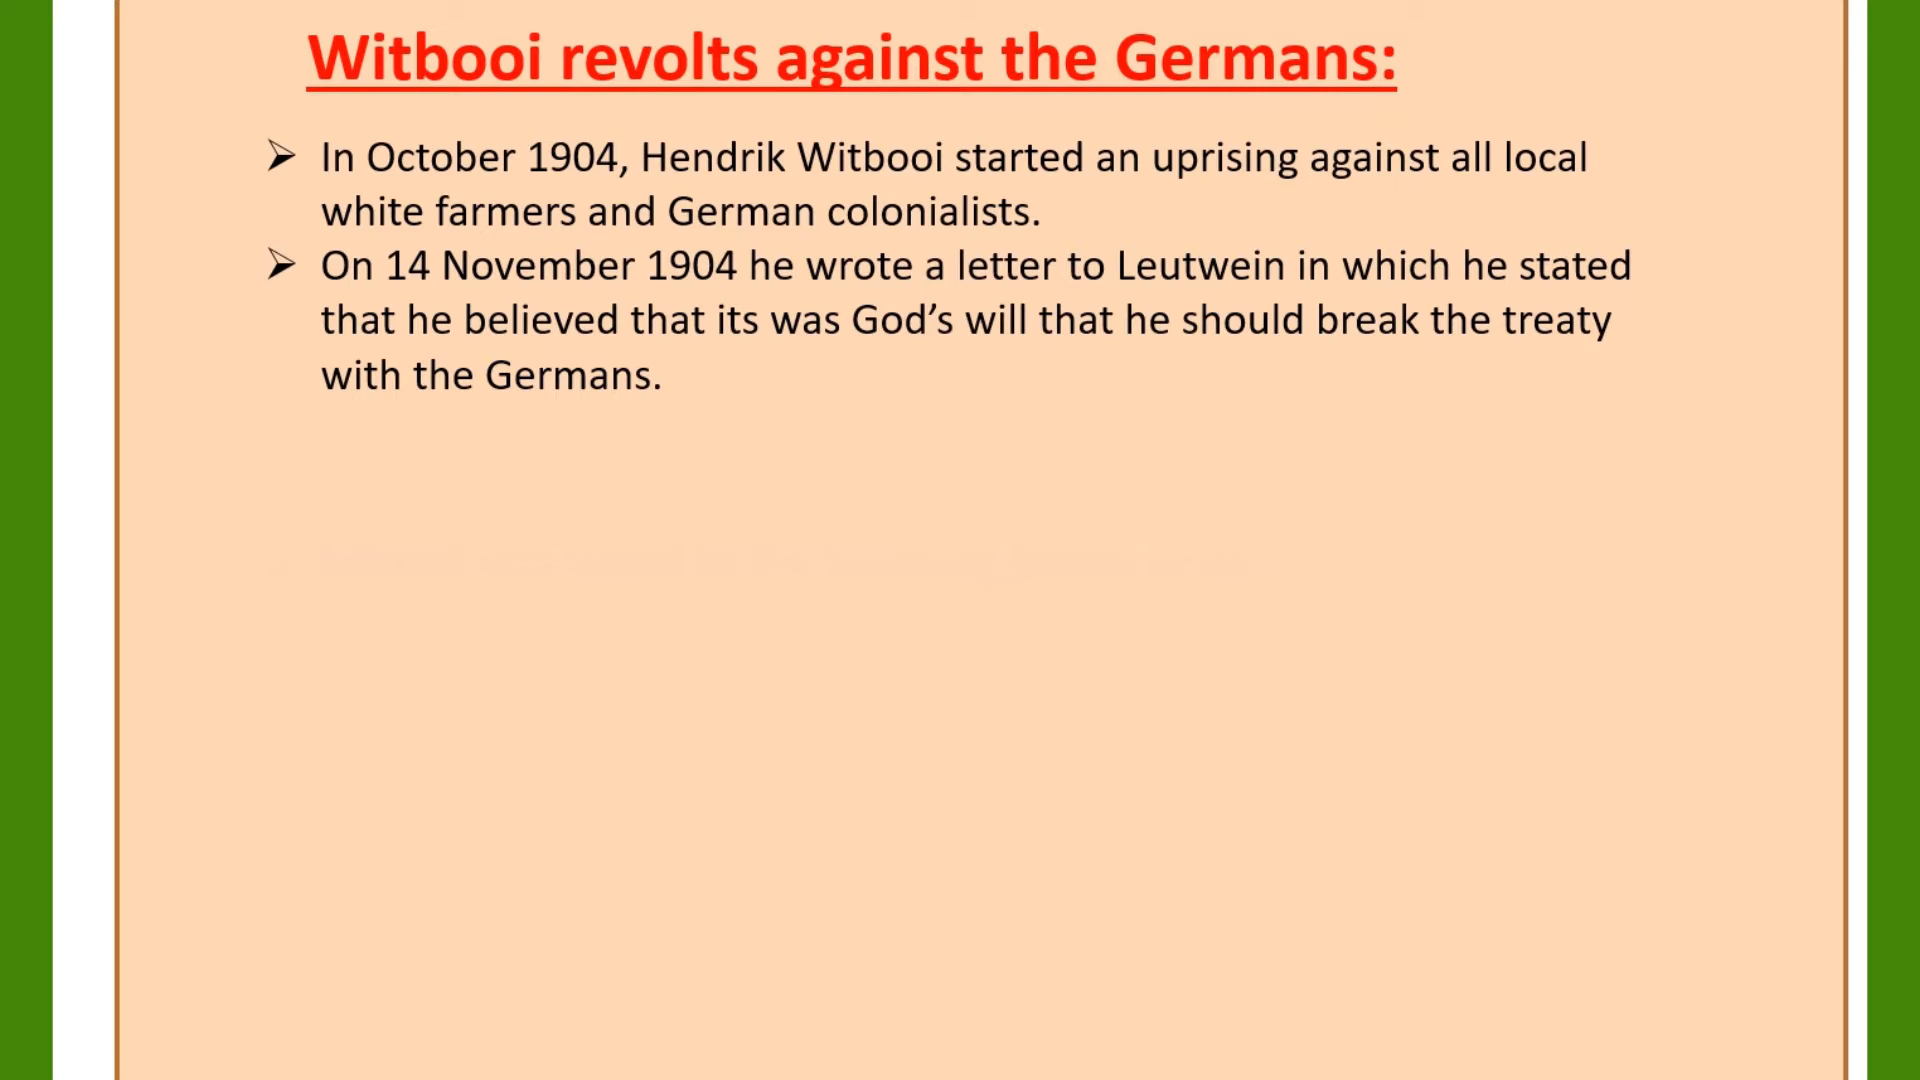 Witbooi revolts against the Germans:
➢ In October 1904, Hendrik Witbooi started an uprising against all local
white farmers and German colonialists.
➢ On 14 November 1904 he wrote a letter to Leutwein in which he stated
that he believed that its was God’s will that he should break the treaty
with the Germans.